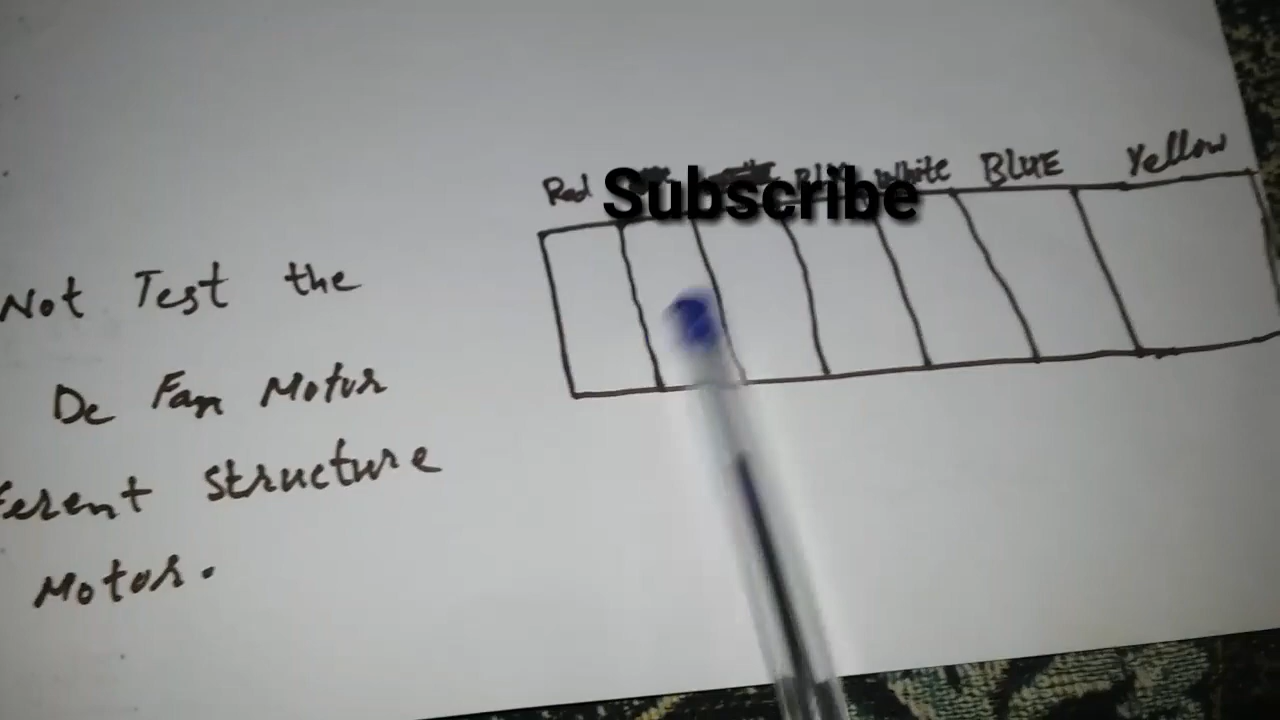 Not Test the
Dc Fan Motor
ferent structure
Motor.
Red
White BLUE Yellow
Subscribe